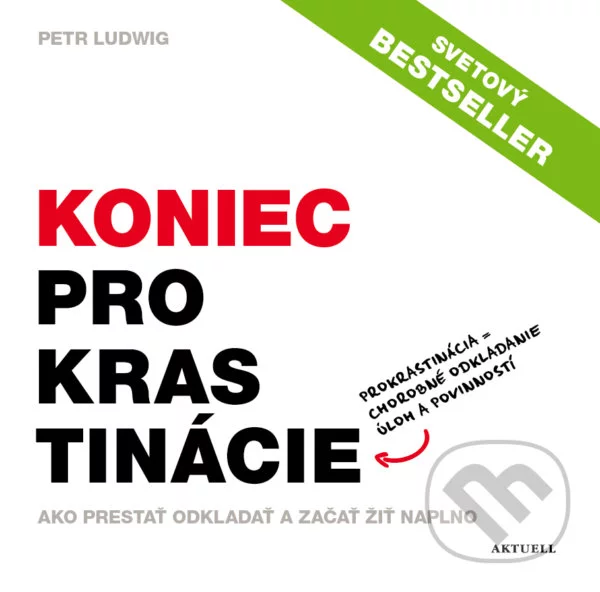 PETR LUDWIG
SVETOVÝ
BESTSELLER
KONIEC
PRO
KRAS
TINÁCIE
PROKRASTINÁCIA =
CHOROBNÉ ODKLADANIE
ÚLOH A POVINNOSTÍ
AKO PRESTAŤ ODKLADAŤ A ZAČAŤ ŽIŤ NAPLNO
AKTUELL